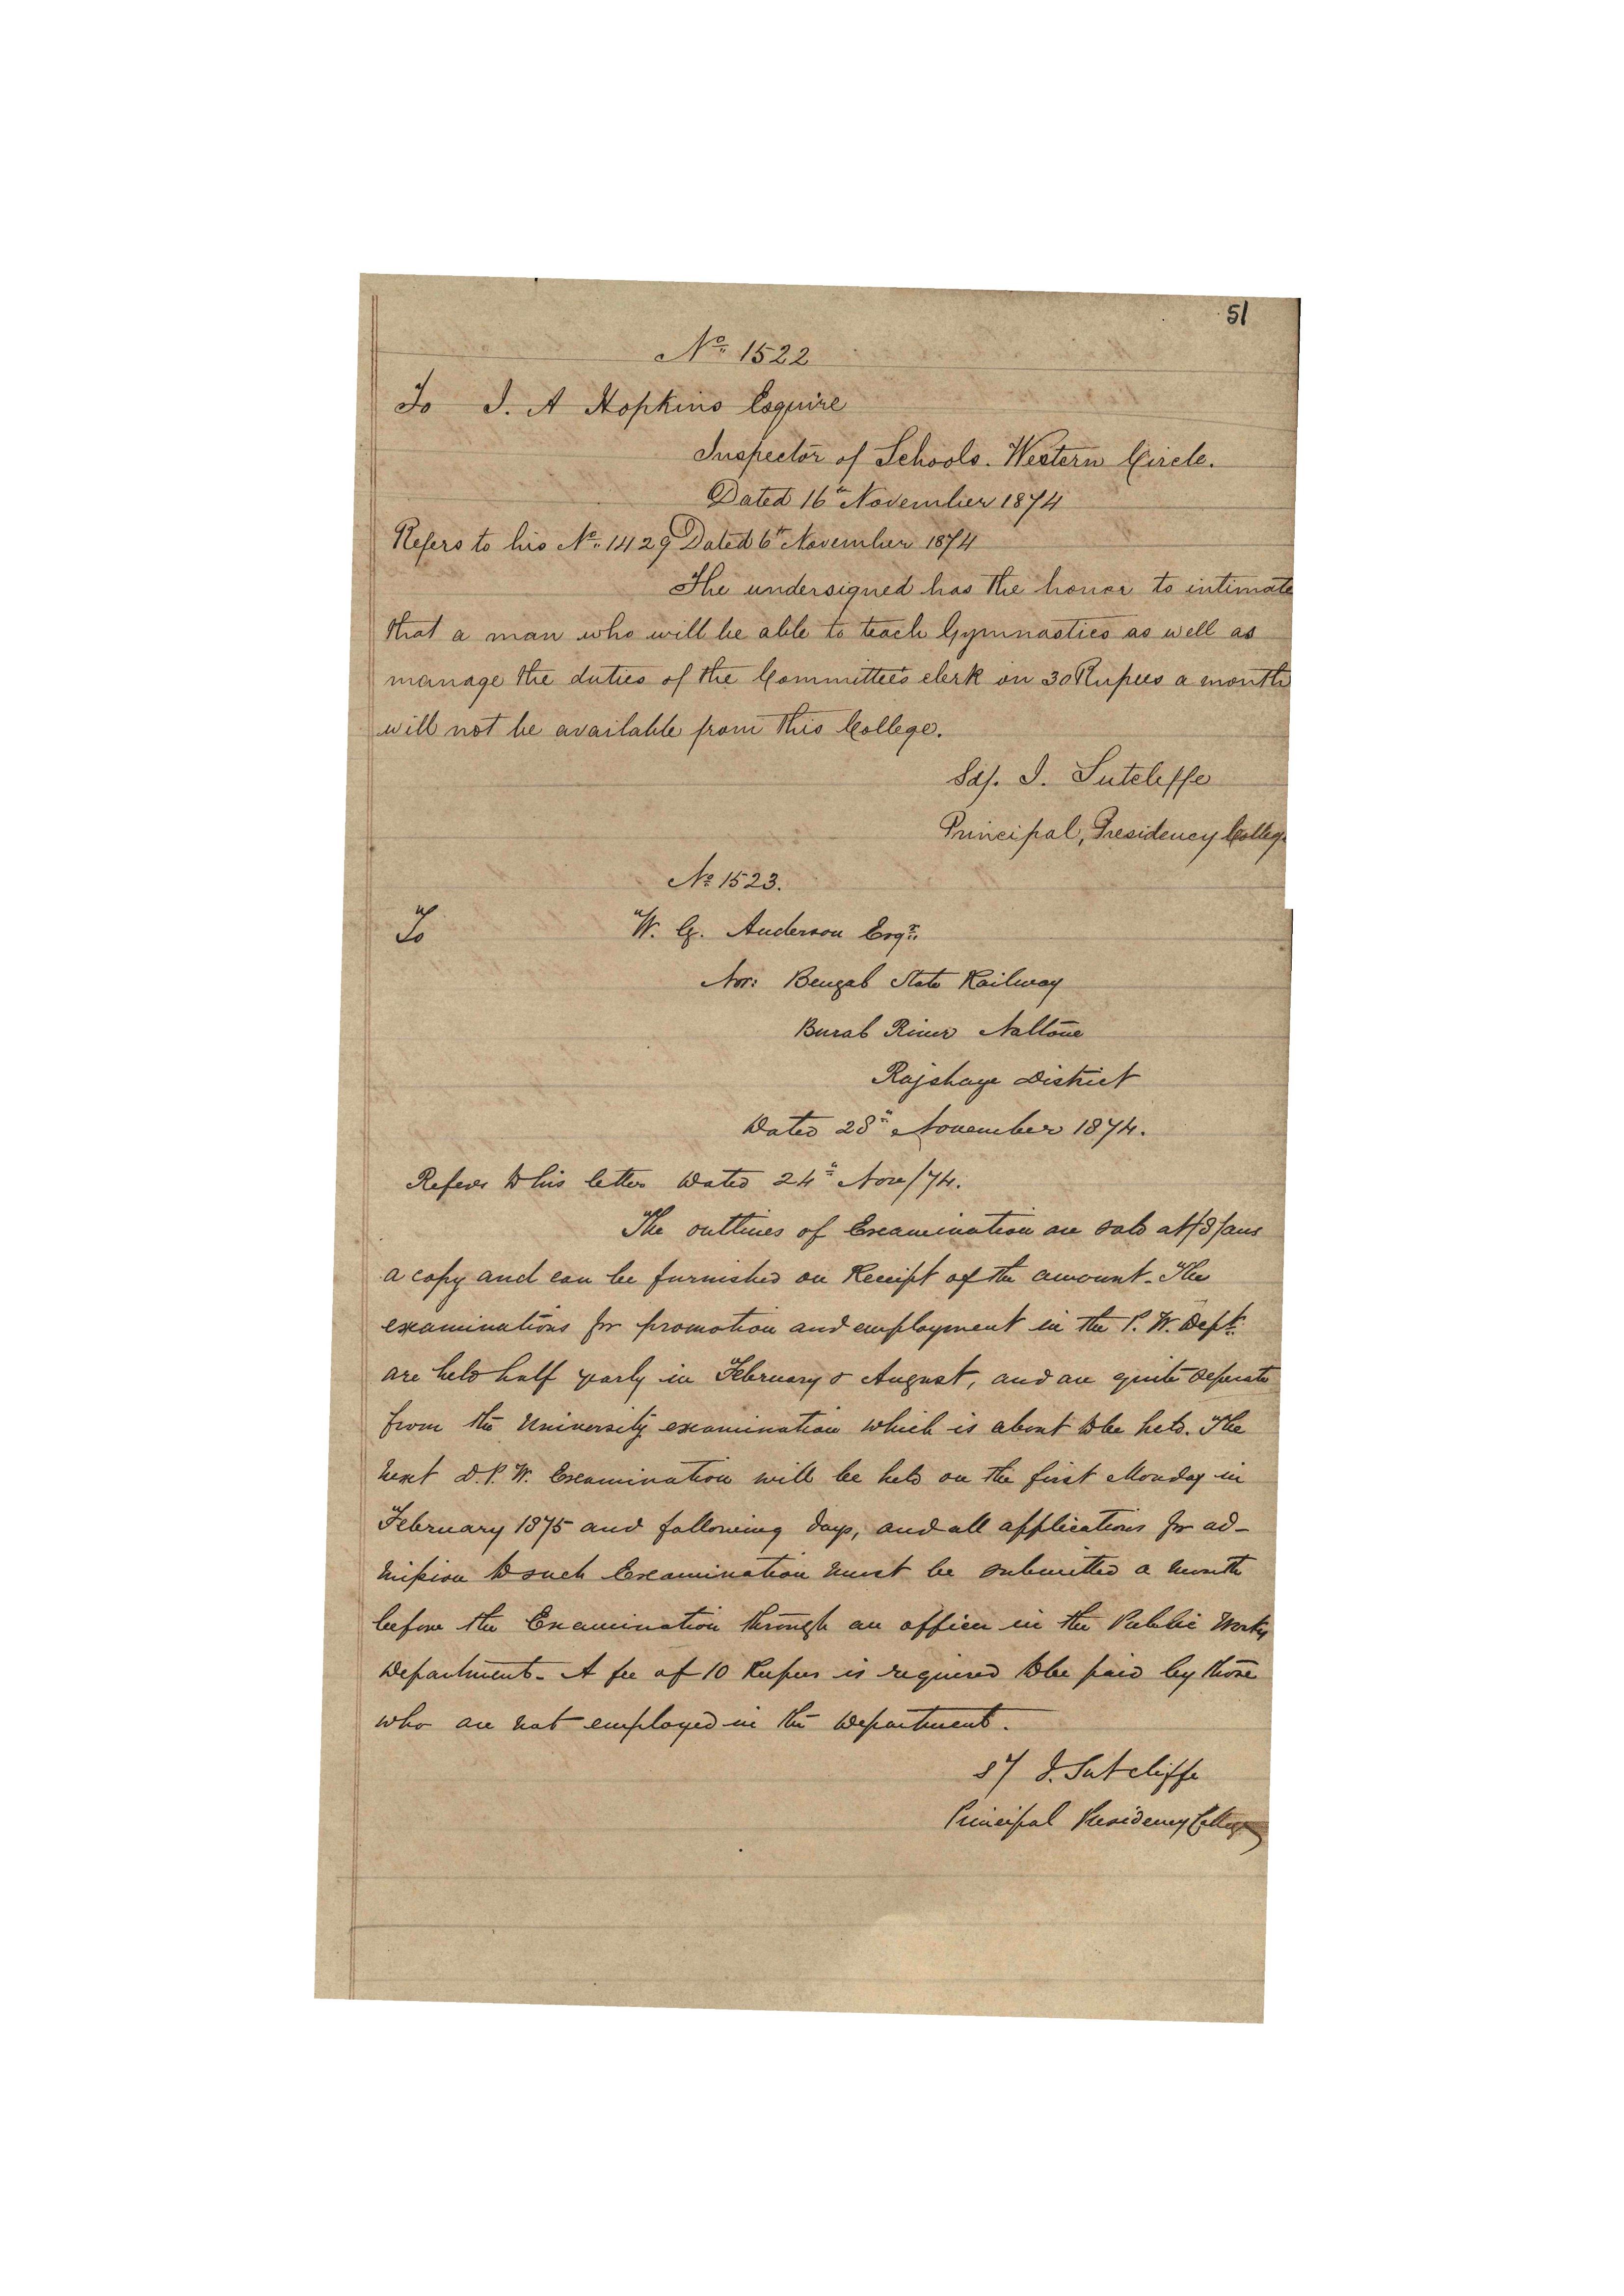 51
No. 1522
To J. A Hopkins Esquire
Inspector of Schools. Western Circle.
Dated 16th November 1874
Refers to his No. 1429 Dated 6th November 1874
The undersigned has the honor to intimate
that a man who will be able to teach Gymnastics as well as
manage the duties of the Committee's clerk on 30 Rupees a month
will not be available from this College.
Sd/. J. Sutcliffe
Principal, Presidency College
No 1523.
To W. G. Anderson Esqr.
Nor: Bengal State Railway
Burab River
Rajshaye District
Dated 28th November 1874.
Refers to his letter dated 24th Nov/74.
The outlines of Examination are sold at /8/ans
a copy and can be furnished on Receipt of the amount. The
examinations for promotion and employment in the P. W. Dept.
are held half yearly in February & August, and are quite separate
from the University examination which is about to be held. The
next D. P. W. Examination will be held on the first Monday in
February 1875 and following days, and all applications for ad-
mission to such Examination must be submitted a month
before the Examination through an officer in the Public Works
Department. A fee of 10 Rupees is required to be paid by those
who are not employed in the Department.
Sd/ J. Sutcliffe
Principal Presidency College